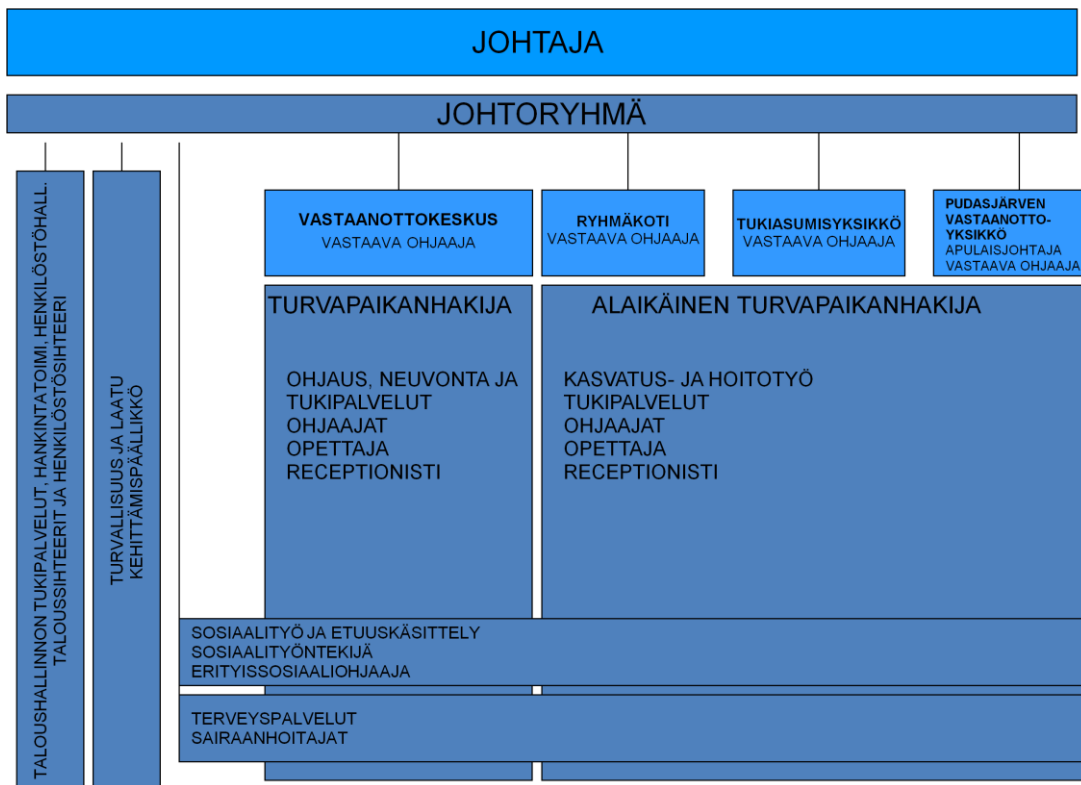 JOHTAJA
JOHTORYHMÄ
TALOUSHALLINNON TUKIPALVELUT, HANKINTATOIMI, HENKILÖSTÖHALL.
TALOUSSIHTEERIT JA HENKILÖSTÖSIHTEERI
TURVALLISUUS JA LAATU
KEHITTÄMISPÄÄLLIKKÖ
VASTAANOTTOKESKUS
VASTAAVA OHJAAJA
RYHMÄKOTI
VASTAAVA OHJAAJA
TUKIASUMISYKSIKKÖ
VASTAAVA OHJAAJA
PUDASJÄRVEN
VASTAANOTTO-
YKSIKKÖ
APULAISJOHTAJA
VASTAAVA OHJAAJA
TURVAPAIKANHAKIJA
OHJAUS, NEUVONTA JA
TUKIPALVELUT
OHJAAJAT
OPETTAJA
RECEPTIONISTI
ALAIKÄINEN TURVAPAIKANHAKIJA
KASVATUS- JA HOITOTYÖ
TUKIPALVELUT
OHJAAJAT
OPETTAJA
RECEPTIONISTI
SOSIAALITYÖ JA ETUUSKÄSITTELY
SOSIAALITYÖNTEKIJÄ
ERITYISSOSIAALIOHJAAJA
TERVEYSPALVELUT
SAIRAANHOITAJAT